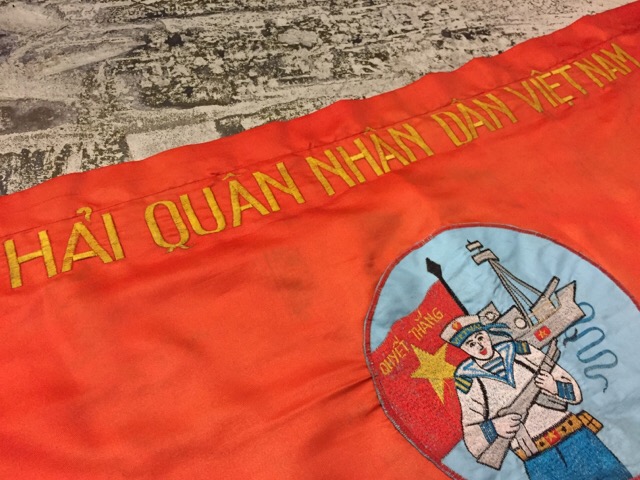 HẢI QUÂN NHÂN DÂN VIỆT NAM
QUYẾT THẮNG